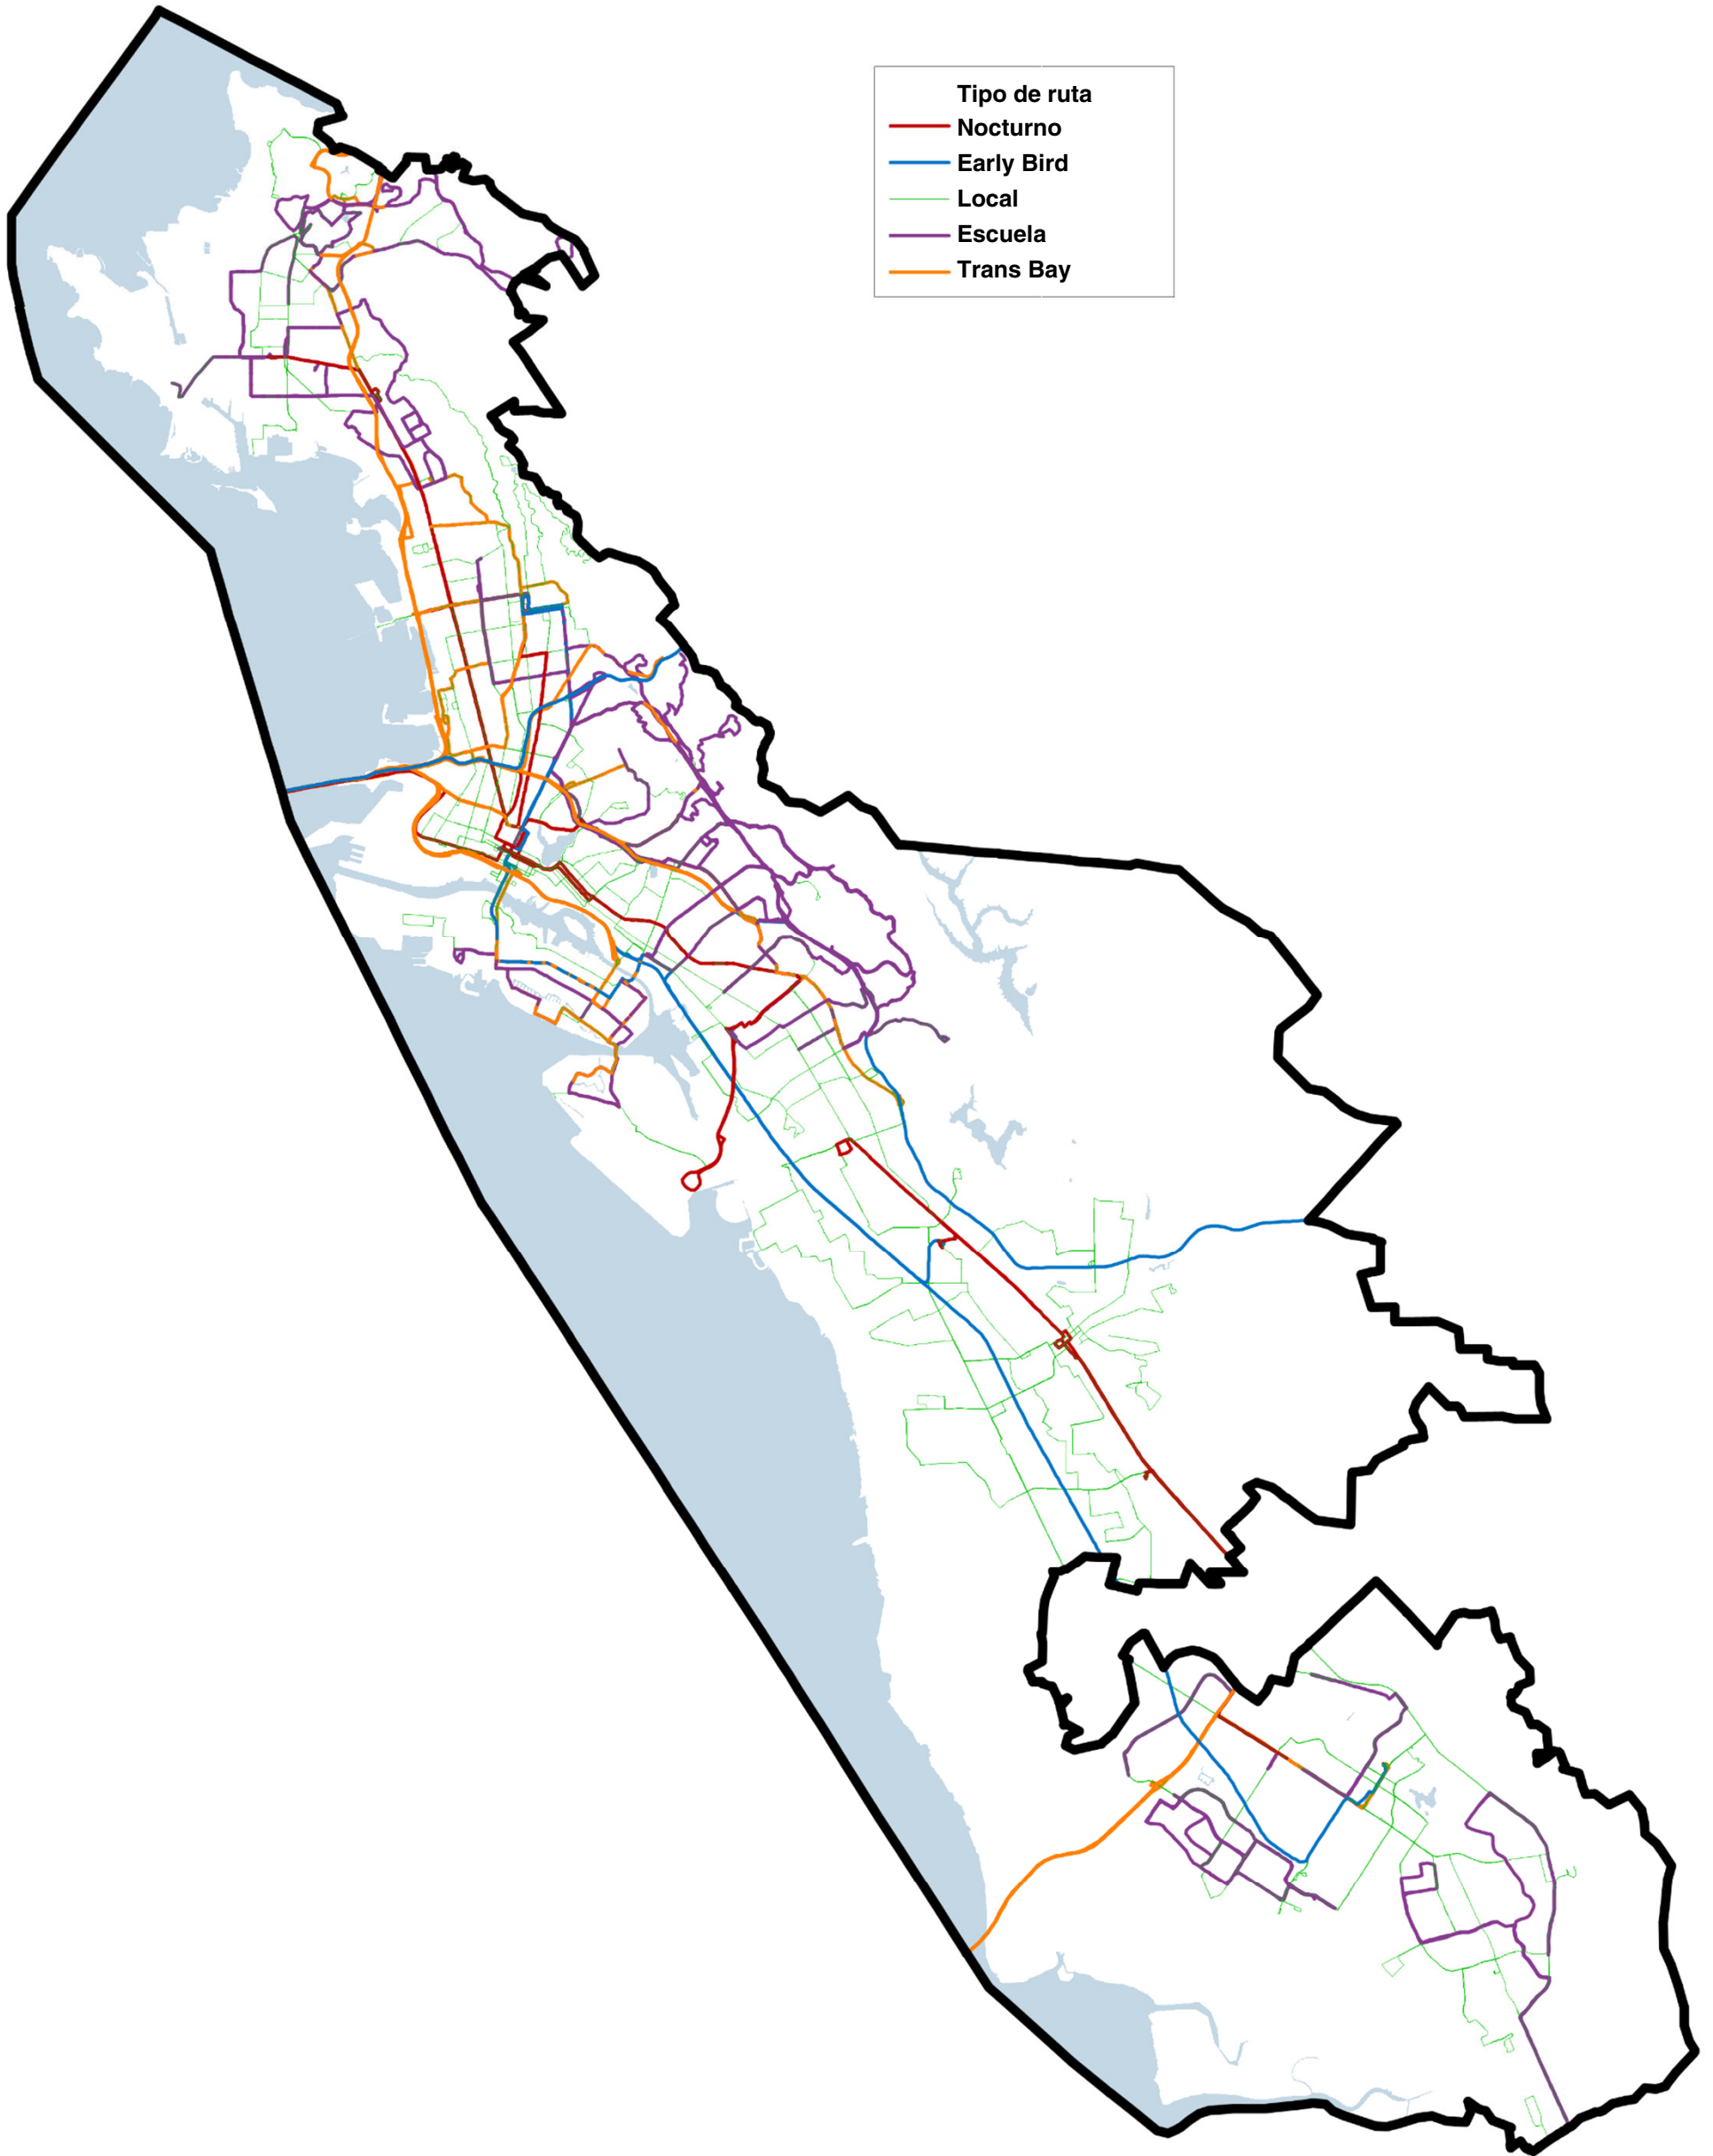 Tipo de ruta
Nocturno
Early Bird
Local
Escuela
Trans Bay